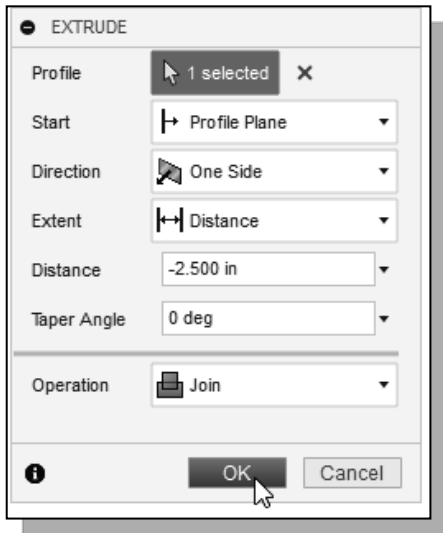 EXTRUDE
Profile 1 selected
Start Profile Plane
Direction One Side
Extent Distance
Distance -2.500 in
Taper Angle 0 deg
Operation Join
OK Cancel